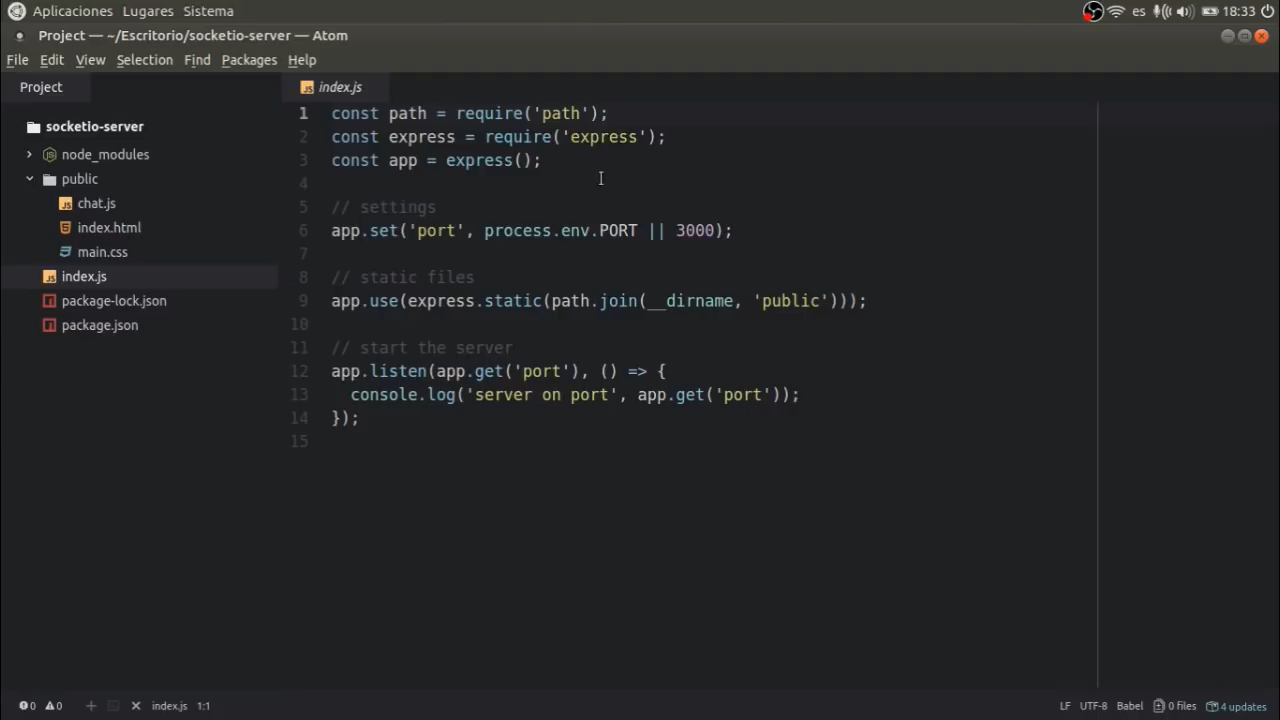 Aplicaciones Lugares Sistema
es 18:33
Project — ~/Escritorio/socketio-server — Atom
File Edit View Selection Find Packages Help
Project
socketio-server
node_modules
public
chat.js
index.html
main.css
index.js
package-lock.json
package.json
index.js
1 const path = require('path');
2 const express = require('express');
3 const app = express();
4
5 // settings
6 app.set('port', process.env.PORT || 3000);
7
8 // static files
9 app.use(express.static(path.join(__dirname, 'public')));
10
11 // start the server
12 app.listen(app.get('port'), () => {
13 console.log('server on port', app.get('port'));
14 });
15
0 0 index.js 1:1
LF UTF-8 Babel 0 files 4 updates